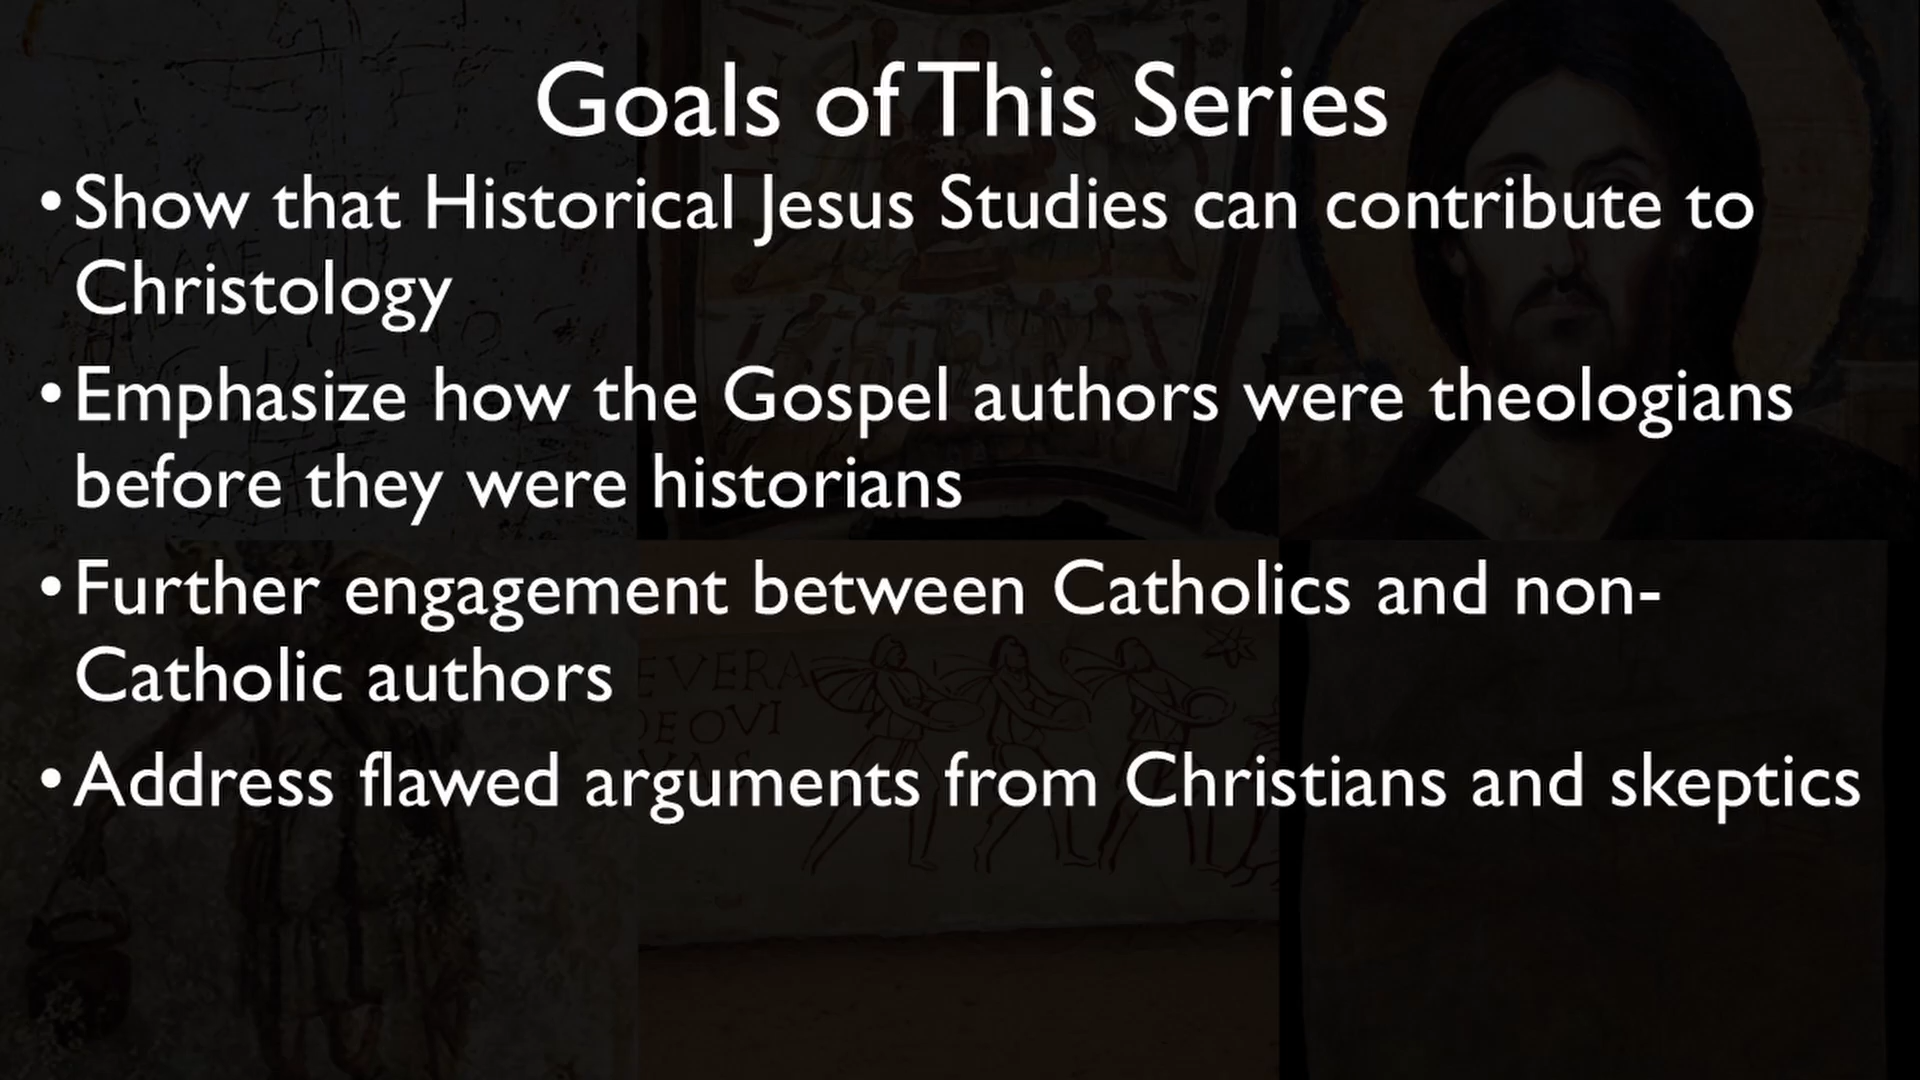 Goals of This Series
• Show that Historical Jesus Studies can contribute to
Christology
• Emphasize how the Gospel authors were theologians
before they were historians
• Further engagement between Catholics and non-
Catholic authors
• Address flawed arguments from Christians and skeptics
EVERA
DEOVI